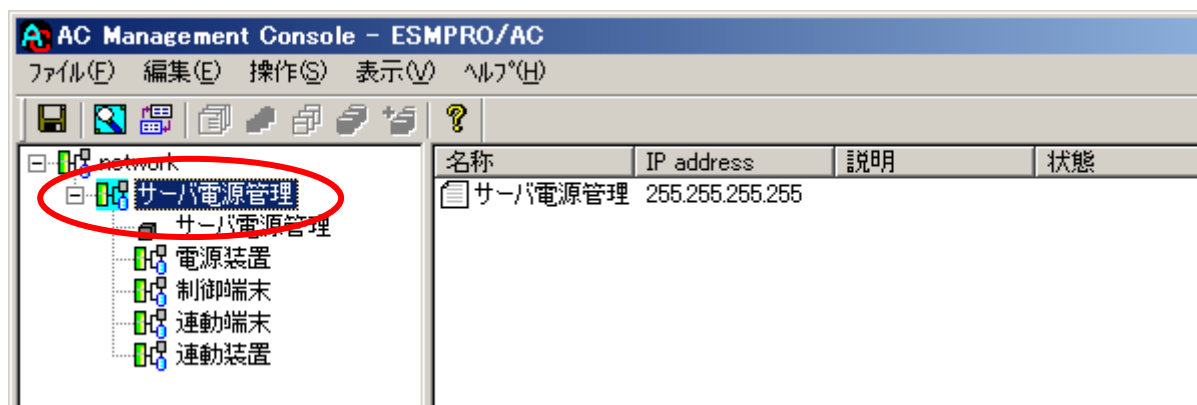 AC Management Console - ESMPRO/AC
ファイル(F) 編集(E) 操作(S) 表示(V) ヘルプ(H)
network
サーバ電源管理
サーバ電源管理
電源装置
制御端末
連動端末
連動装置
名称 IP address 説明 状態
サーバ電源管理 255.255.255.255